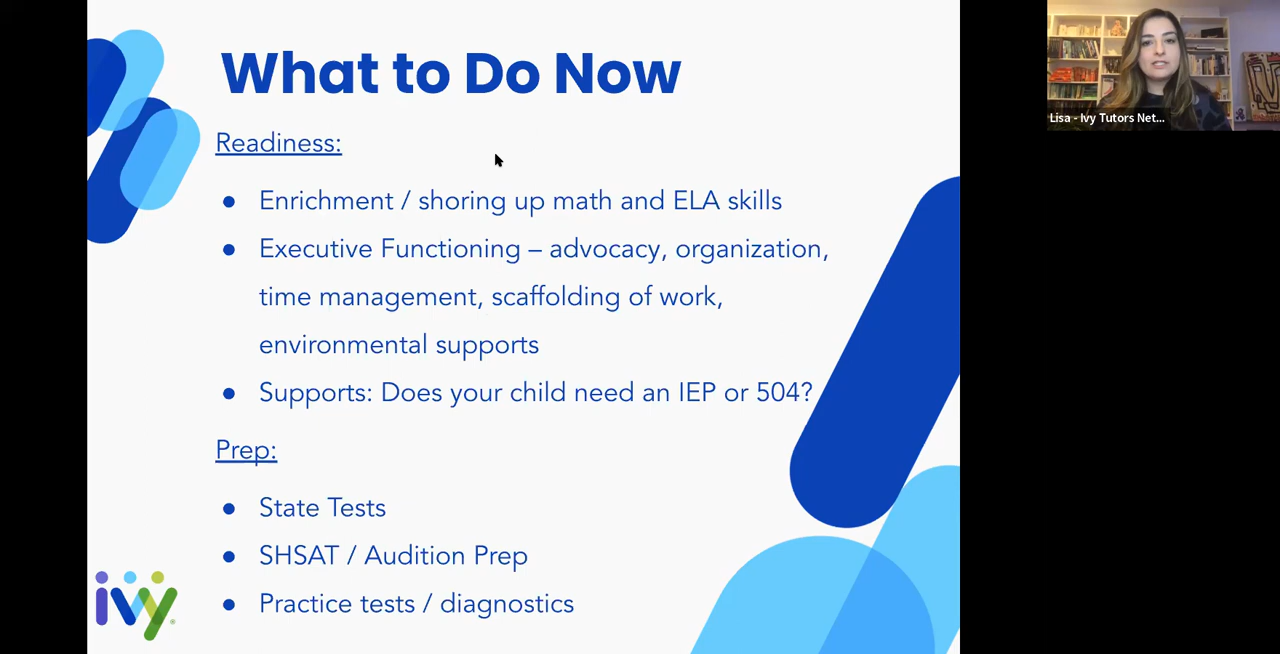 What to Do Now
Lisa - Ivy Tutors Net...
Readiness:
● Enrichment / shoring up math and ELA skills
● Executive Functioning – advocacy, organization,
time management, scaffolding of work,
environmental supports
● Supports: Does your child need an IEP or 504?
Prep:
● State Tests
● SHSAT / Audition Prep
● Practice tests / diagnostics
ivy®